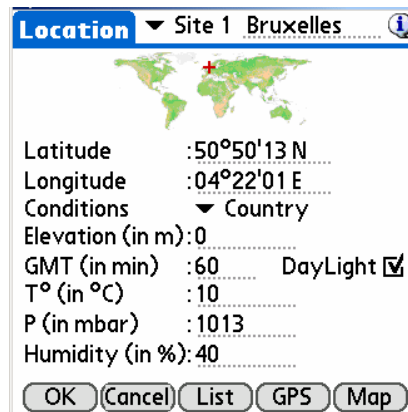 Location Site 1 Bruxelles i
Latitude :50°50'13 N
Longitude :04°22'01 E
Conditions Country
Elevation (in m):0
GMT (in min) :60 DayLight
T° (in °C) :10
P (in mbar) :1013
Humidity (in %):40
OK Cancel List GPS Map